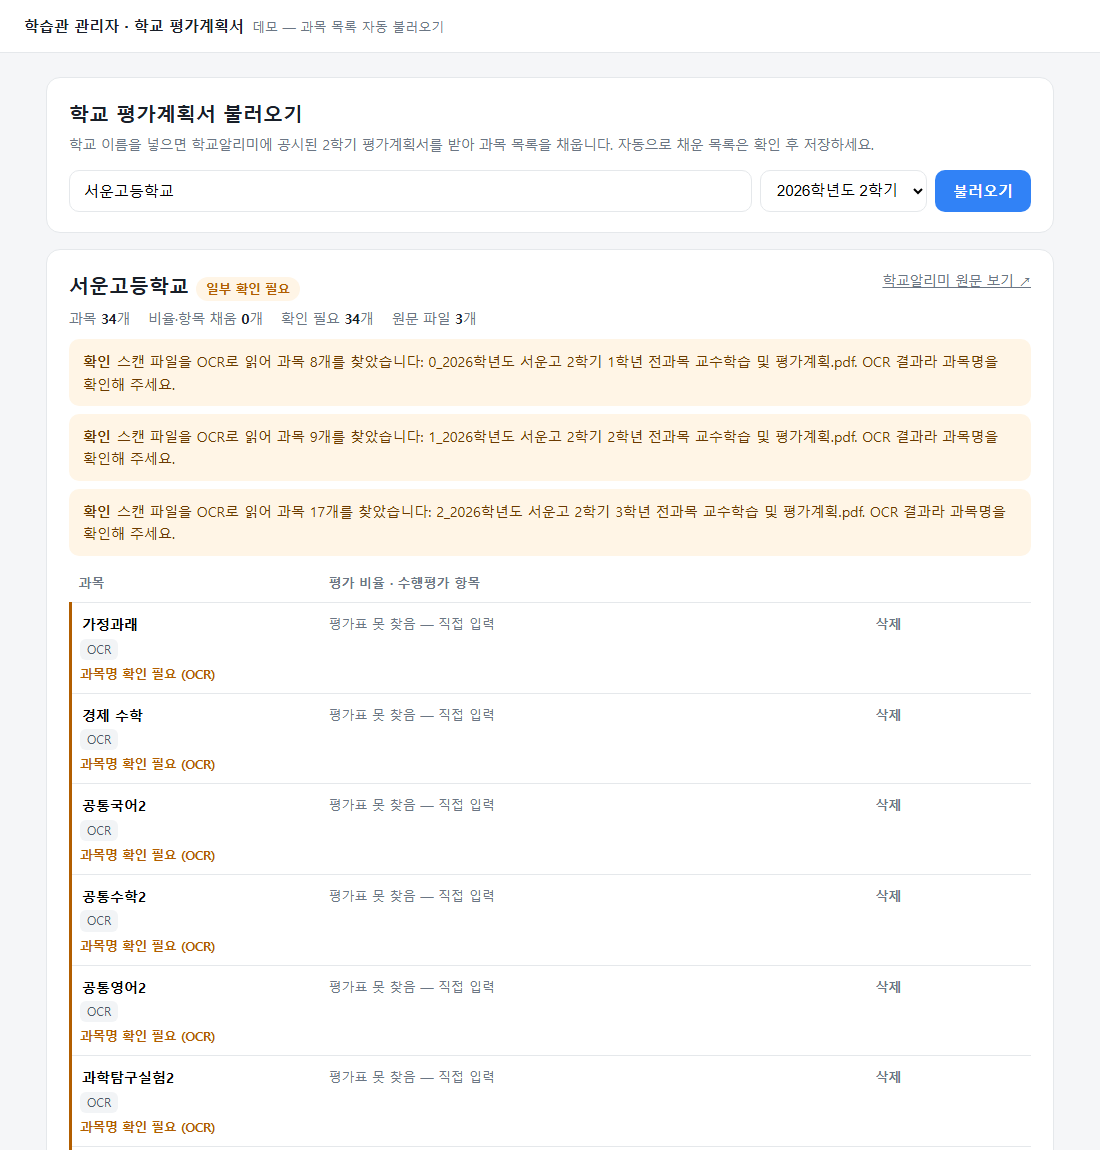 학습관 관리자 · 학교 평가계획서 데모 — 과목 목록 자동 불러오기
학교 평가계획서 불러오기
학교 이름을 넣으면 학교알리미에 공시된 2학기 평가계획서를 받아 과목 목록을 채웁니다. 자동으로 채운 목록은 확인 후 저장하세요.
서운고등학교 2026학년도 2학기 불러오기
서운고등학교 일부 확인 필요 학교알리미 원문 보기 ↗
과목 34개 비율·항목 채움 0개 확인 필요 34개 원문 파일 3개
확인 스캔 파일을 OCR로 읽어 과목 8개를 찾았습니다: 0_2026학년도 서운고 2학기 1학년 전과목 교수학습 및 평가계획.pdf. OCR 결과라 과목명을
확인해 주세요.
확인 스캔 파일을 OCR로 읽어 과목 9개를 찾았습니다: 1_2026학년도 서운고 2학기 2학년 전과목 교수학습 및 평가계획.pdf. OCR 결과라 과목명을
확인해 주세요.
확인 스캔 파일을 OCR로 읽어 과목 17개를 찾았습니다: 2_2026학년도 서운고 2학기 3학년 전과목 교수학습 및 평가계획.pdf. OCR 결과라 과목명을
확인해 주세요.
과목 평가 비율 · 수행평가 항목
가정과래 평가표 못 찾음 — 직접 입력 삭제
OCR
과목명 확인 필요 (OCR)
경제 수학 평가표 못 찾음 — 직접 입력 삭제
OCR
과목명 확인 필요 (OCR)
공통국어2 평가표 못 찾음 — 직접 입력 삭제
OCR
과목명 확인 필요 (OCR)
공통수학2 평가표 못 찾음 — 직접 입력 삭제
OCR
과목명 확인 필요 (OCR)
공통영어2 평가표 못 찾음 — 직접 입력 삭제
OCR
과목명 확인 필요 (OCR)
과학탐구실험2 평가표 못 찾음 — 직접 입력 삭제
OCR
과목명 확인 필요 (OCR)